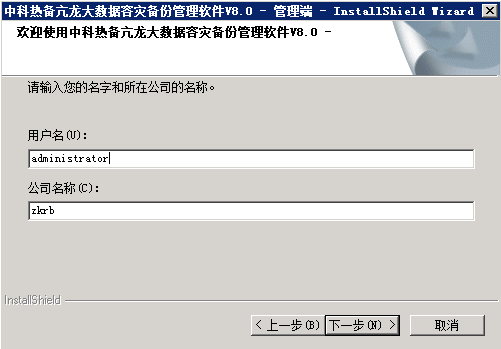 中科热备亢龙大数据容灾备份管理软件V8.0 - 管理端 - InstallShield Wizard
欢迎使用中科热备亢龙大数据容灾备份管理软件V8.0 -
请输入您的名字和所在公司的名称。
用户名(U):
administrator
公司名称(C):
zkrb
InstallShield
< 上一步(B) 下一步(N) > 取消